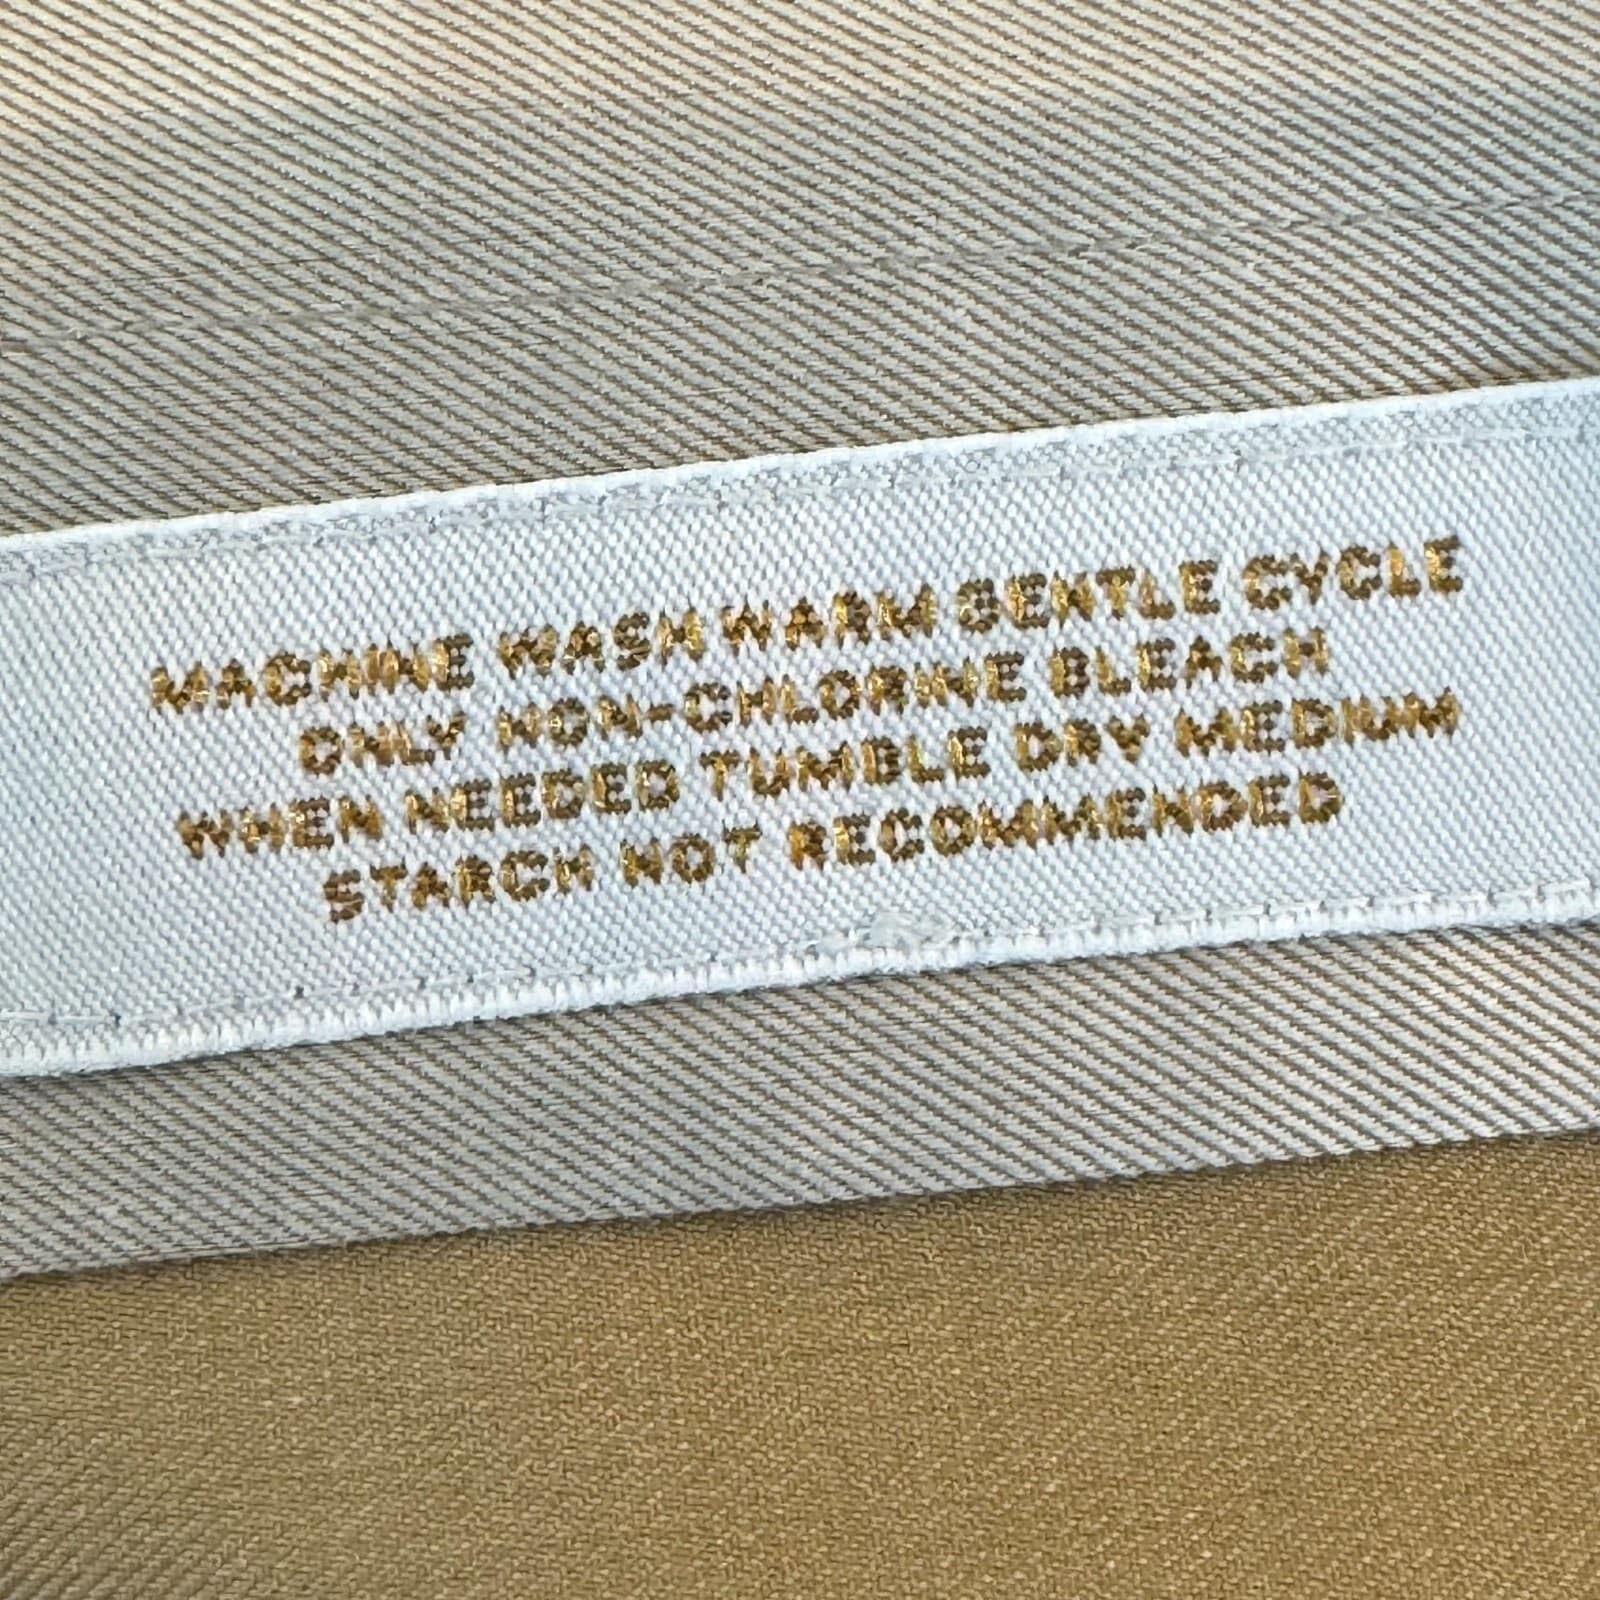 MACHINE WASH WARM GENTLE CYCLE
ONLY NON-CHLORINE BLEACH
WHEN NEEDED TUMBLE DRY MEDIUM
STARCH NOT RECOMMENDED